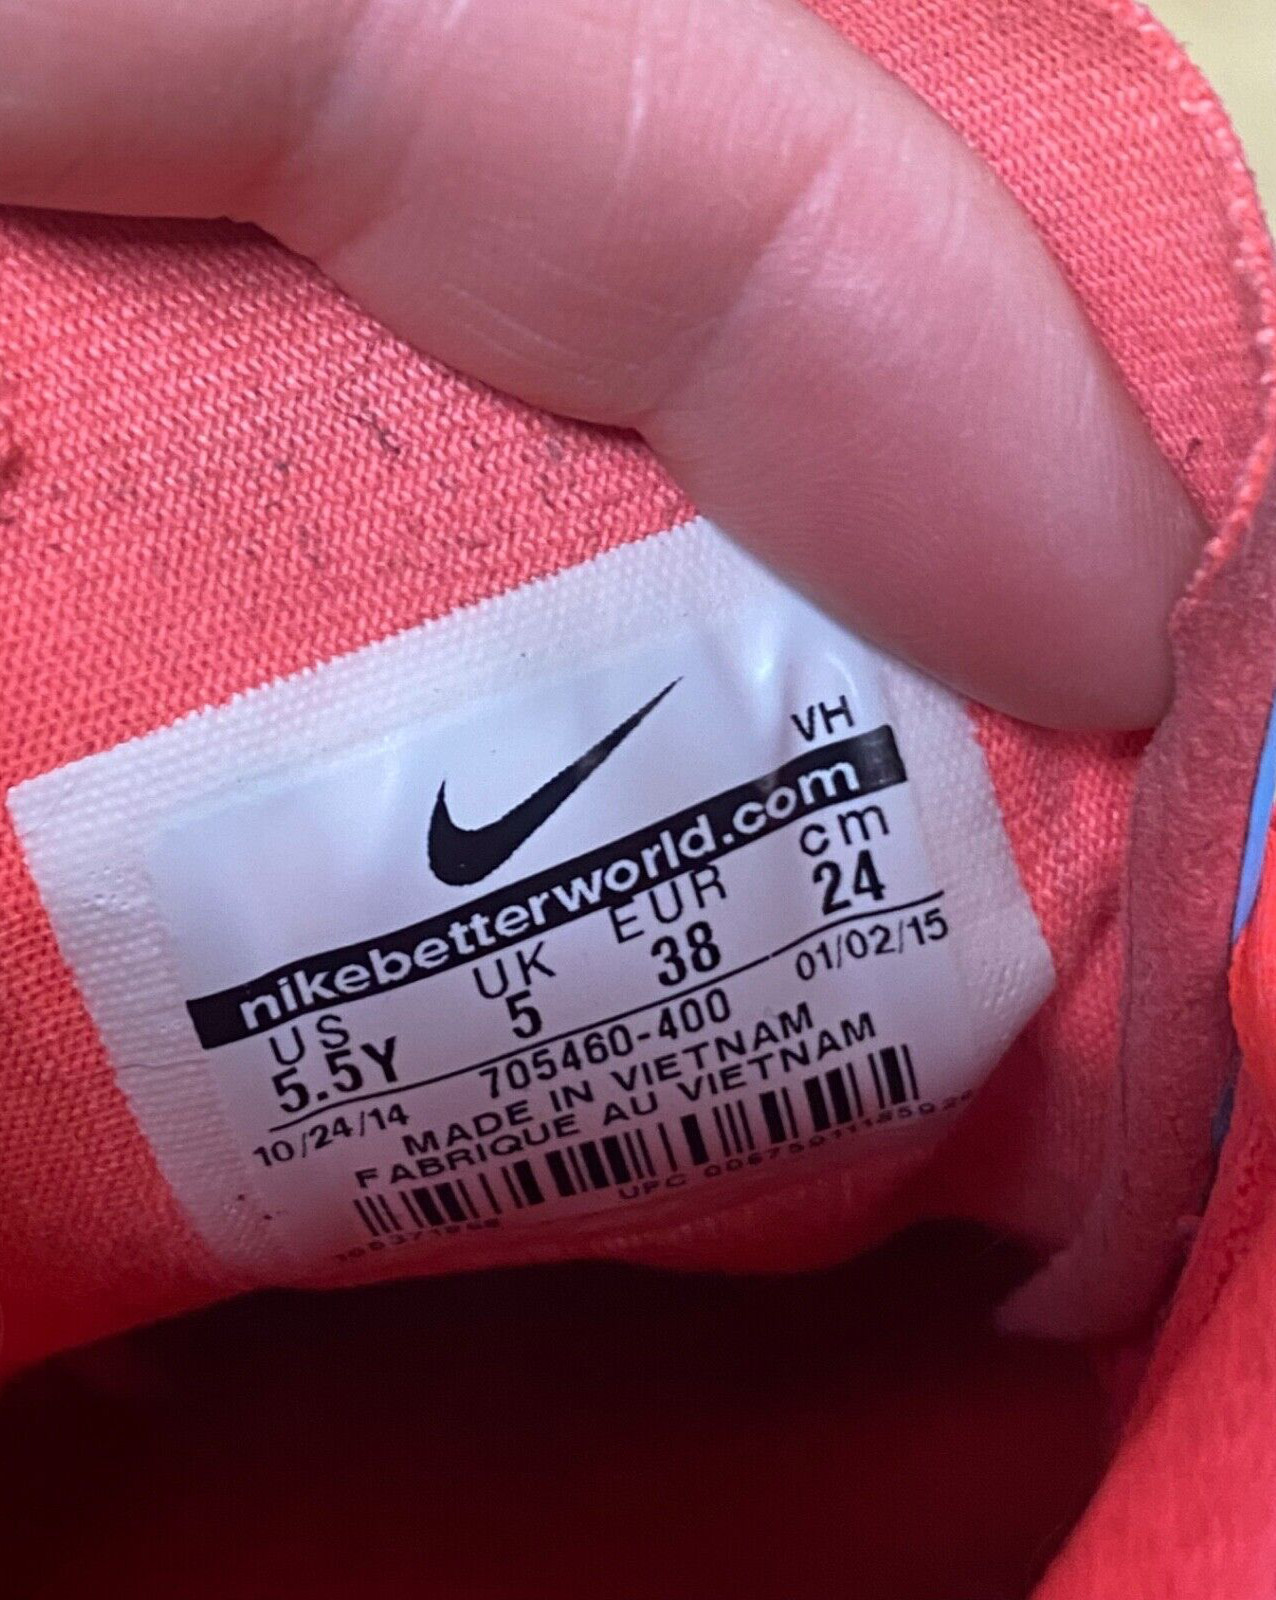 VH
nikebetterworld.com
US UK EUR cm
5.5Y 5 38 24
10/24/14 705460-400 01/02/15
MADE IN VIETNAM
FABRIQUE AU VIETNAM
UPC